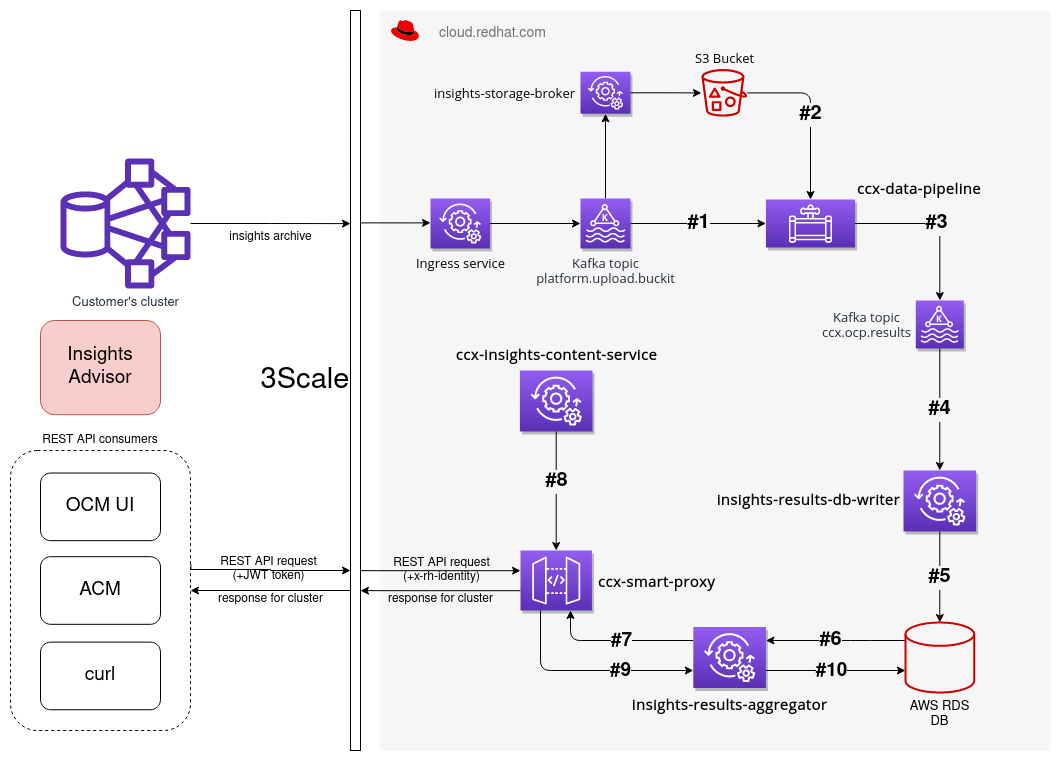 cloud.redhat.com
S3 Bucket
insights-storage-broker
#2
ccx-data-pipeline
#1
#3
insights archive
Ingress service
Kafka topic
platform.upload.buckit
Customer's cluster
Kafka topic
ccx.ocp.results
Insights
Advisor
3Scale
ccx-insights-content-service
#4
REST API consumers
#8
OCM UI
insights-results-db-writer
REST API request
(+JWT token)
response for cluster
REST API request
(+x-rh-identity)
response for cluster
ccx-smart-proxy
#5
ACM
#7
#6
#9
#10
curl
insights-results-aggregator
AWS RDS
DB